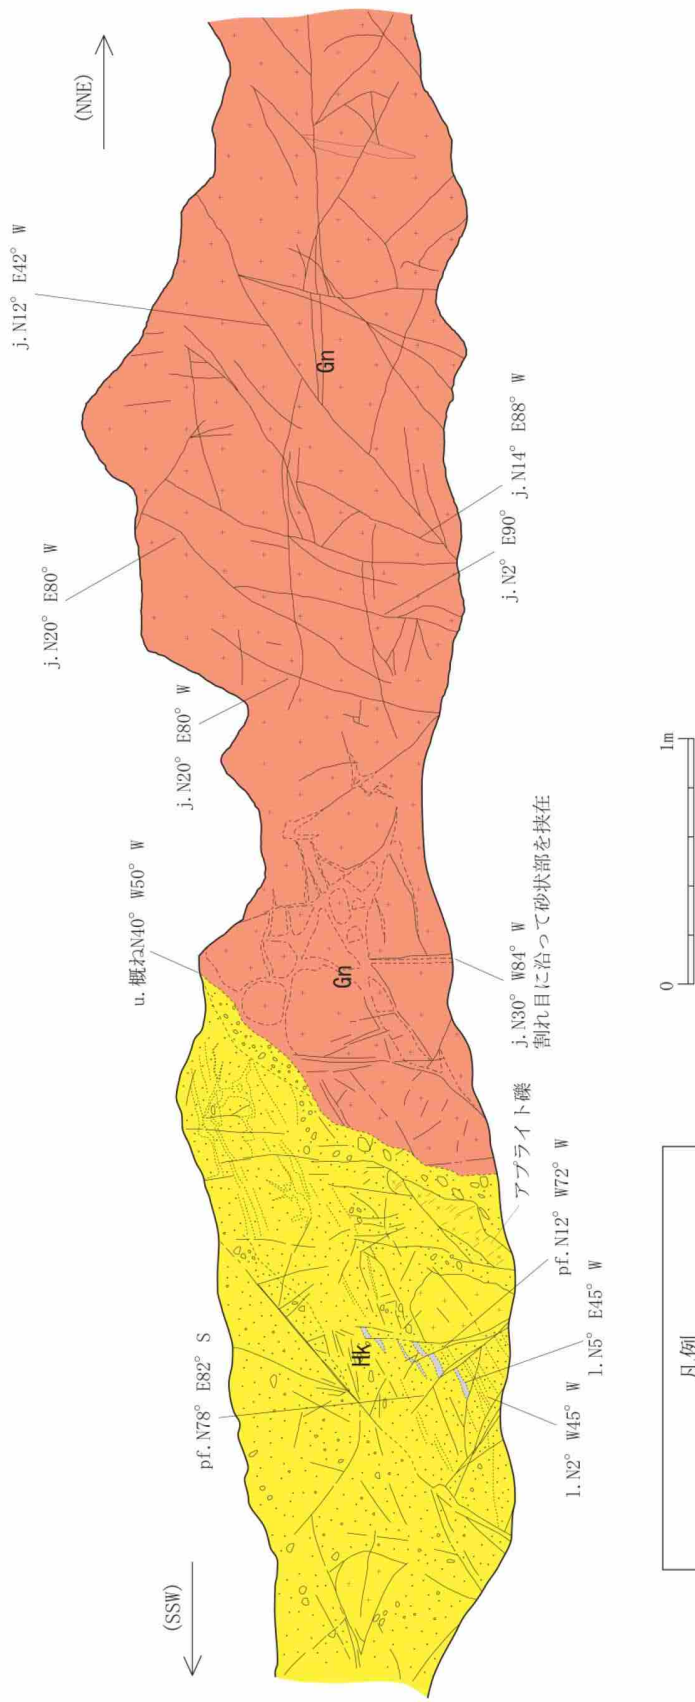 (SSW)
(NNE)
pf.N78° E82° S
u.概ねN40° W50° W
j.N20° E80° W
j.N20° E80° W
j.N12° E42° W
Hk
Gn
Gn
l.N2° W45° W
l.N5° E45° W
pf.N12° W72° W
アプライト礫
j.N30° W84° W
割れ目に沿って砂状部を挟在
j.N2° E90°
j.N14° E88° W
凡例
0
1m